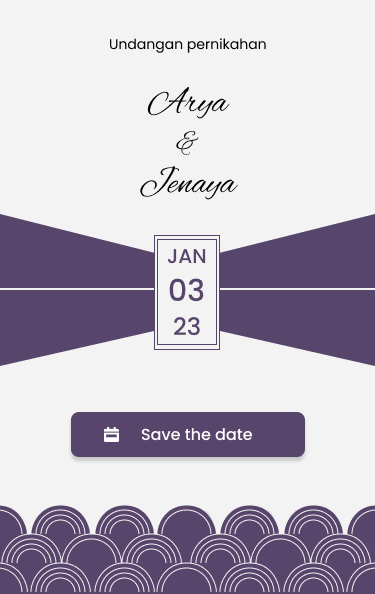 Undangan pernikahan
Arya
&
Jenaya
JAN
03
23
Save the date